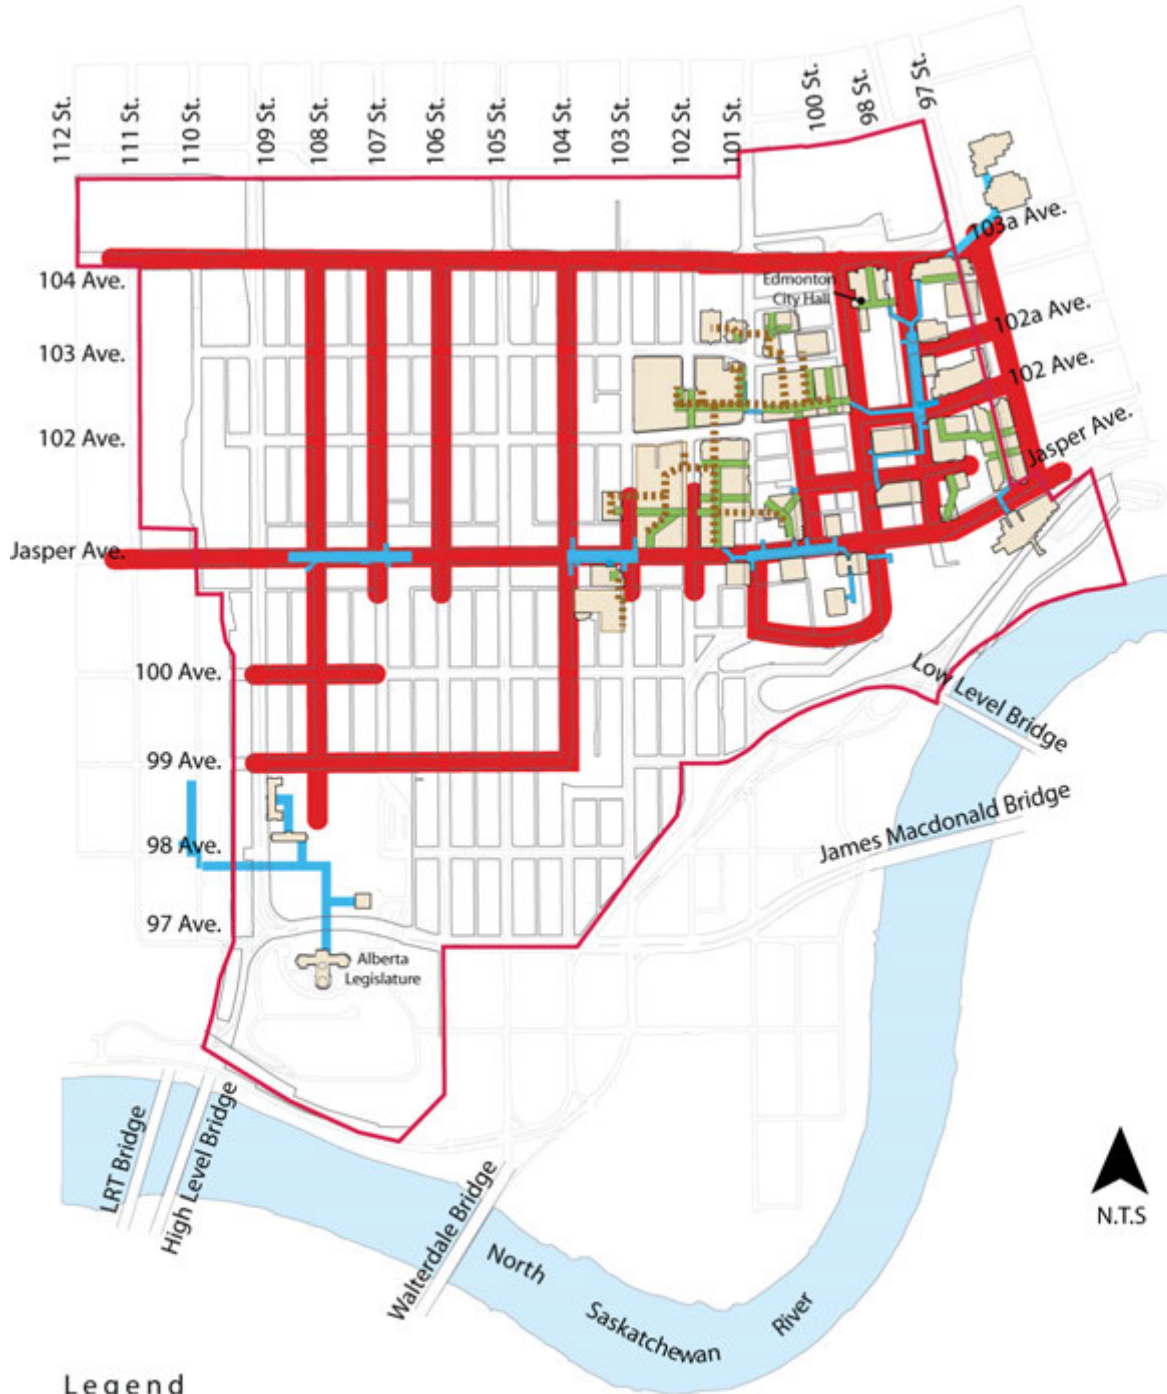 112 St.
111 St.
110 St.
109 St.
108 St.
107 St.
106 St.
105 St.
104 St.
103 St.
102 St.
101 St.
100 St.
98 St.
97 St.
103a Ave.
104 Ave.
Edmonton
City Hall
102a Ave.
103 Ave.
102 Ave.
102 Ave.
Jasper Ave.
Jasper Ave.
100 Ave.
Low Level Bridge
99 Ave.
James Macdonald Bridge
98 Ave.
97 Ave.
Alberta
Legislature
LRT Bridge
High Level Bridge
Walterdale Bridge
N.T.S
North
Saskatchewan
River
Legend